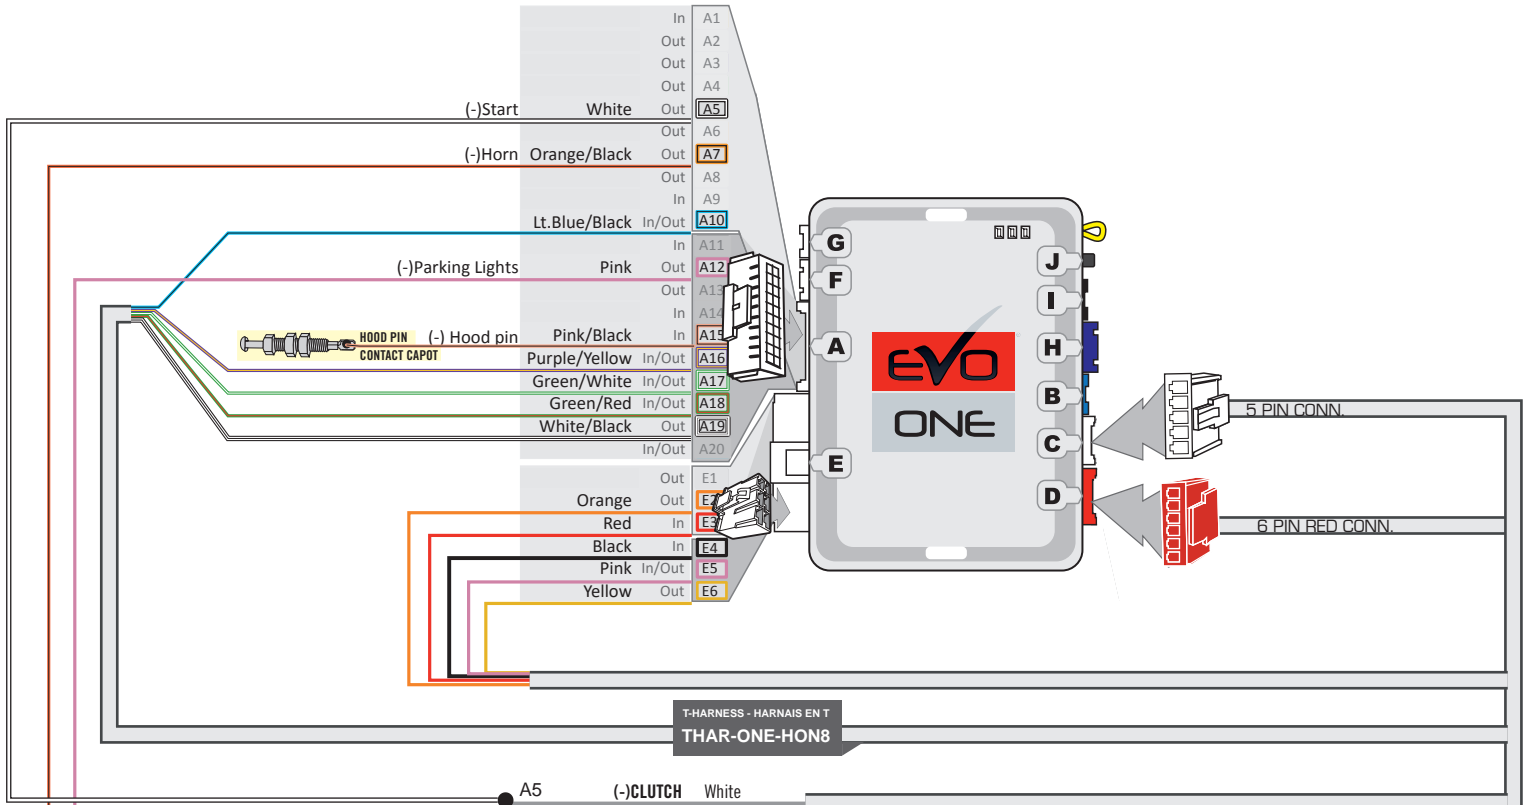 In A1
Out A2
Out A3
Out A4
(-)Start White Out A5
Out A6
(-)Horn Orange/Black Out A7
Out A8
In A9
Lt.Blue/Black In/Out A10
In A11
(-)Parking Lights Pink Out A12
Out A13
In A14
HOOD PIN
CONTACT CAPOT
(-) Hood pin Pink/Black In A15
Purple/Yellow In/Out A16
Green/White In/Out A17
Green/Red In/Out A18
White/Black Out A19
In/Out A20
Out E1
Orange Out E2
Red In E3
Black In E4
Pink In/Out E5
Yellow Out E6
G
F
A
E
J
I
H
B
C
D
EVO
ONE
5 PIN CONN.
6 PIN RED CONN.
T-HARNESS - HARNAIS EN T
THAR-ONE-HON8
A5 (-)CLUTCH White